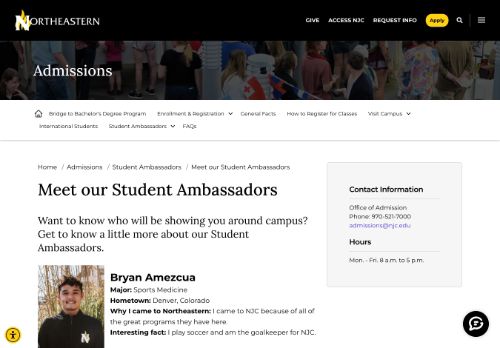 NORTHEASTERN
GIVE ACCESS NJC REQUEST INFO Apply
Admissions
Bridge to Bachelor's Degree Program Enrollment & Registration General Facts How to Register for Classes Visit Campus
International Students Student Ambassadors FAQs
Home / Admissions / Student Ambassadors / Meet our Student Ambassadors
Meet our Student Ambassadors
Want to know who will be showing you around campus?
Get to know a little more about our Student
Ambassadors.
Bryan Amezcua
Major: Sports Medicine
Hometown: Denver, Colorado
Why I came to Northeastern: I came to NJC because of all of
the great programs they have here.
Interesting fact: I play soccer and am the goalkeeper for NJC.
Contact Information
Office of Admission
Phone: 970-521-7000
admissions@njc.edu
Hours
Mon. - Fri. 8 a.m. to 5 p.m.